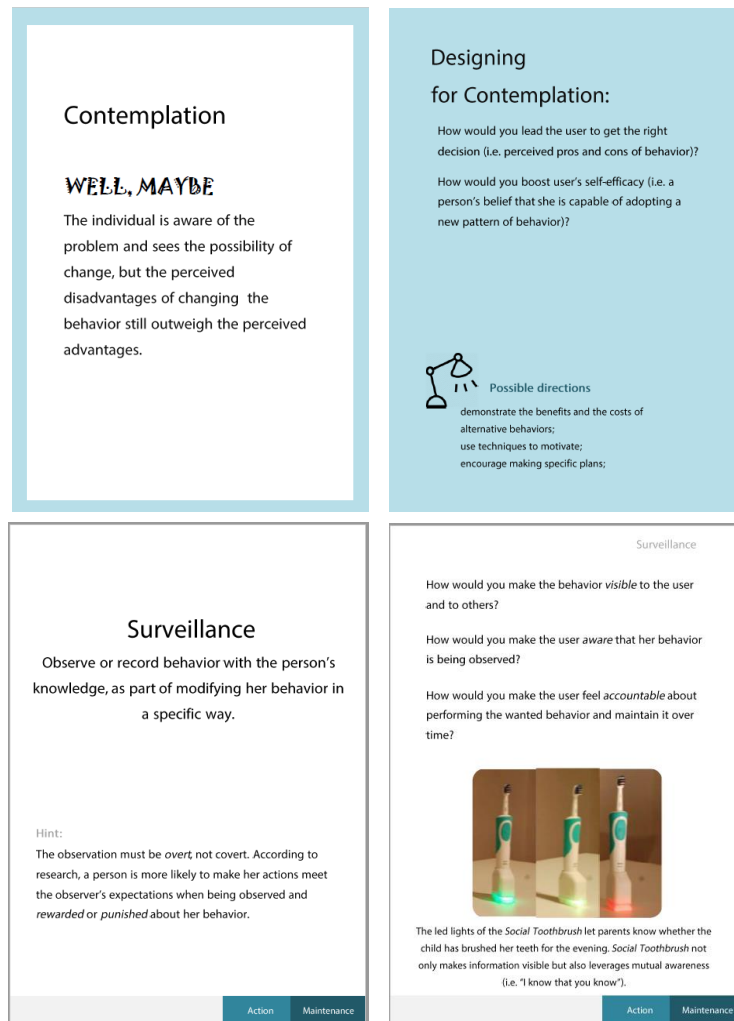 Contemplation
WELL, MAYBE
The individual is aware of the
problem and sees the possibility of
change, but the perceived
disadvantages of changing the
behavior still outweigh the perceived
advantages.
Designing
for Contemplation:
How would you lead the user to get the right
decision (i.e. perceived pros and cons of behavior)?
How would you boost user's self-efficacy (i.e. a
person's belief that she is capable of adopting a
new pattern of behavior)?
Possible directions
demonstrate the benefits and the costs of
alternative behaviors;
use techniques to motivate;
encourage making specific plans;
Surveillance
Observe or record behavior with the person's
knowledge, as part of modifying her behavior in
a specific way.
Hint:
The observation must be overt, not covert. According to
research, a person is more likely to make her actions meet
the observer's expectations when being observed and
rewarded or punished about her behavior.
Action Maintenance
Surveillance
How would you make the behavior visible to the user
and to others?
How would you make the user aware that her behavior
is being observed?
How would you make the user feel accountable about
performing the wanted behavior and maintain it over
time?
The led lights of the Social Toothbrush let parents know whether the
child has brushed her teeth for the evening. Social Toothbrush not
only makes information visible but also leverages mutual awareness
(i.e. "I know that you know").
Action Maintenance